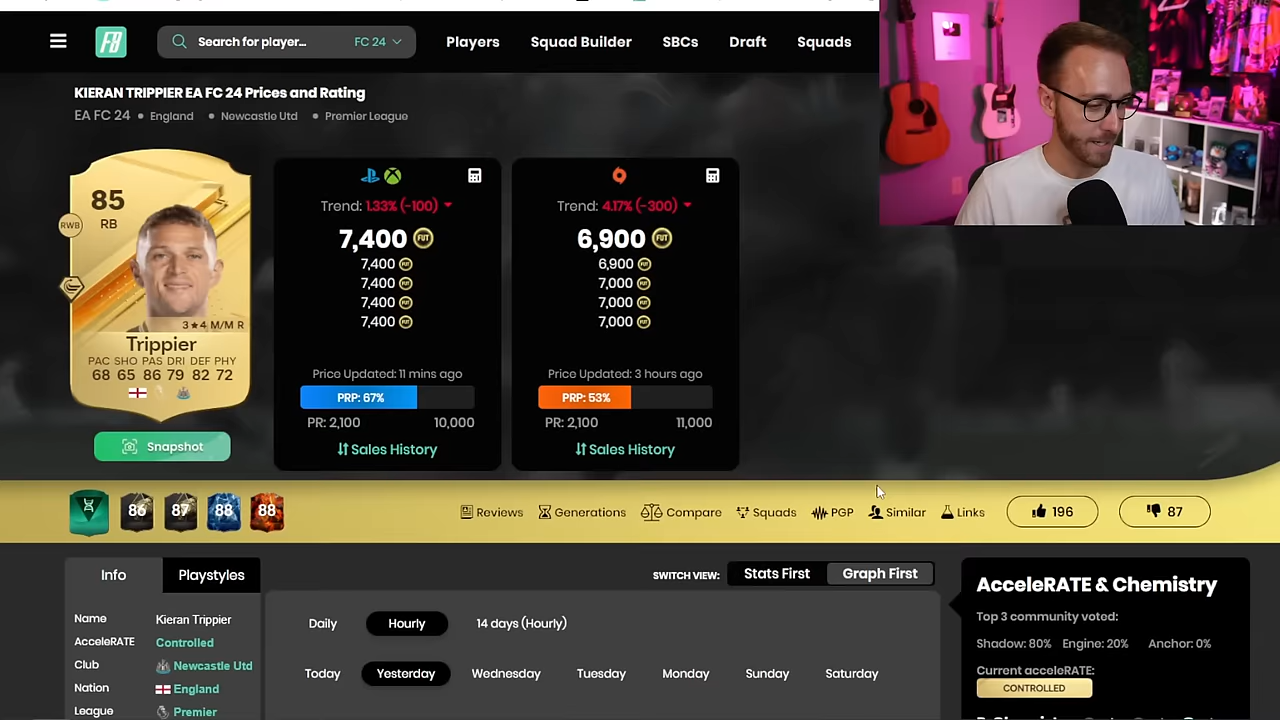 FB
Search for player...
FC 24
Players
Squad Builder
SBCs
Draft
Squads
KIERAN TRIPPIER EA FC 24 Prices and Rating
EA FC 24 • England • Newcastle Utd • Premier League
85
RB
RWB
3★4 M/M R
Trippier
PAC SHO PAS DRI DEF PHY
68 65 86 79 82 72
Snapshot
Trend: 1.33% (-100)
7,400
FUT
7,400
7,400
7,400
7,400
Price Updated: 11 mins ago
PRP: 67%
PR: 2,100
10,000
Sales History
Trend: 4.17% (-300)
6,900
FUT
6,900
7,000
7,000
7,000
Price Updated: 3 hours ago
PRP: 53%
PR: 2,100
11,000
Sales History
86
87
88
88
Reviews
Generations
Compare
Squads
PGP
Similar
Links
196
87
Info
Playstyles
Name Kieran Trippier
AcceleRATE Controlled
Club Newcastle Utd
Nation England
League Premier
SWITCH VIEW:
Stats First
Graph First
Daily
Hourly
14 days (Hourly)
Today
Yesterday
Wednesday
Tuesday
Monday
Sunday
Saturday
AcceleRATE & Chemistry
Top 3 community voted:
Shadow: 80% Engine: 20% Anchor: 0%
Current acceleRATE:
CONTROLLED